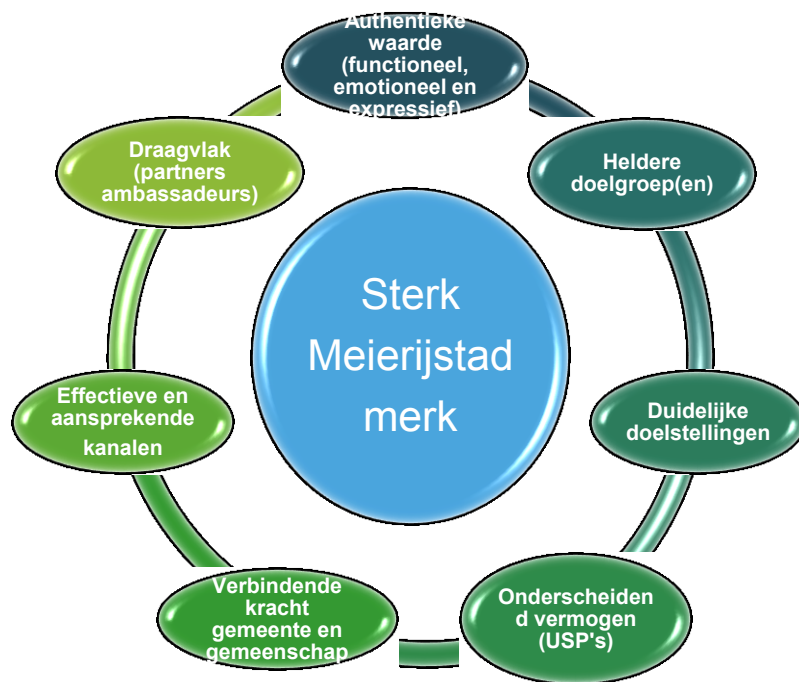 Authentieke
waarde
(functioneel,
emotioneel en
expressief)
Heldere
doelgroep(en)
Duidelijke
doelstellingen
Onderscheiden
d vermogen
(USP's)
Verbindende
kracht
gemeente en
gemeenschap
Effectieve en
aansprekende
kanalen
Draagvlak
(partners
ambassadeurs)
Sterk
Meierijstad
merk